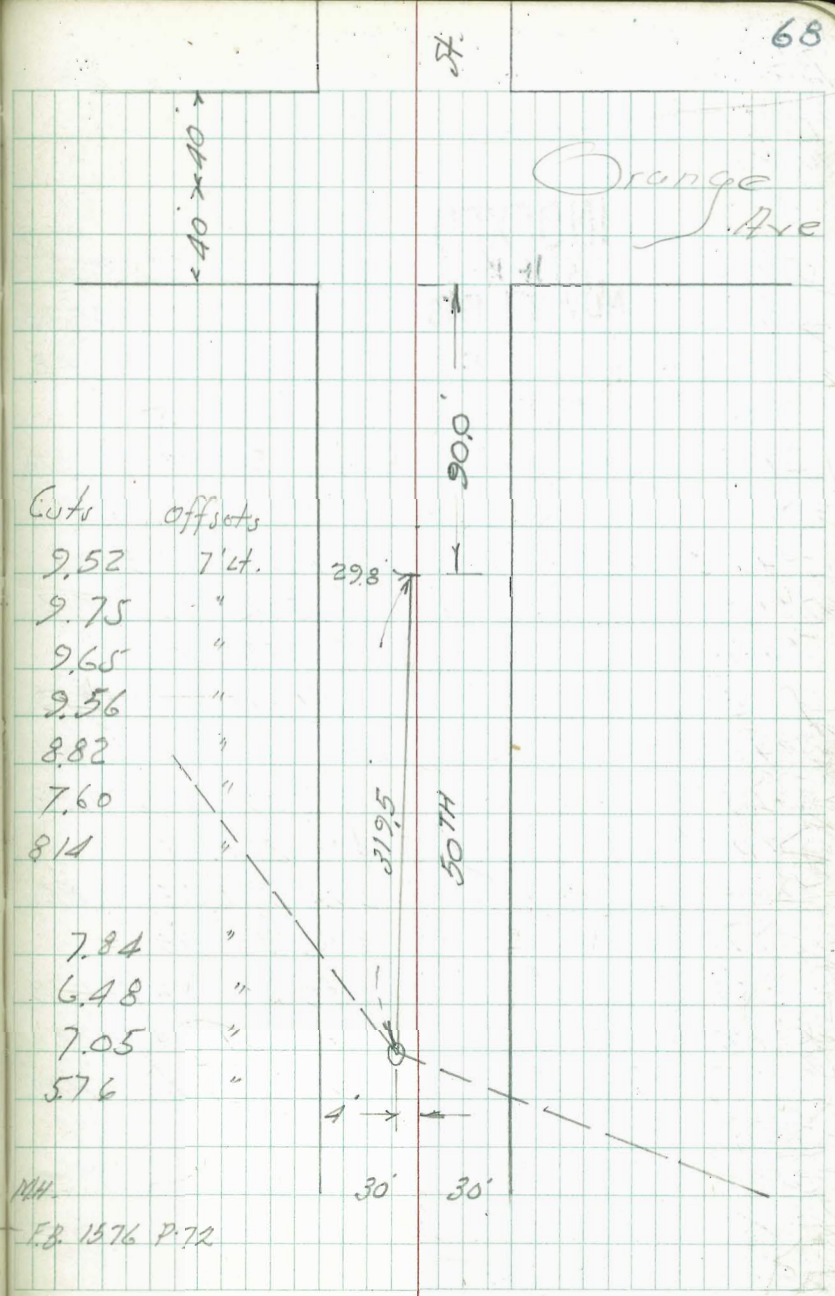 68
St.
40' 40'
Orange
Ave
90.0'
Cuts Offsets
9.52 7' Lt.
9.75 "
9.65 "
9.56 "
8.82 "
7.60 "
8.14 "
7.84 "
6.48 "
7.05 "
5.76 "
29.8'
319.5'
50TH
4'
30' 30'
M.H.
F.B. 1576 P.72